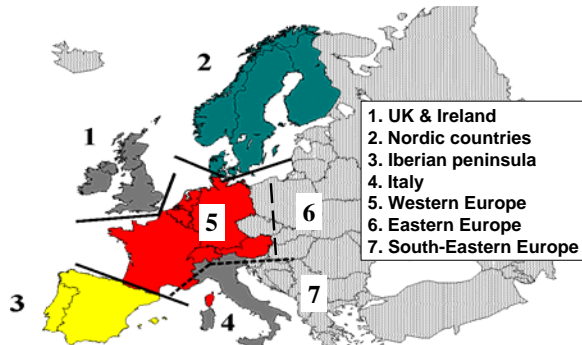 2
1
1. UK & Ireland
2. Nordic countries
3. Iberian peninsula
4. Italy
5. Western Europe
6. Eastern Europe
7. South-Eastern Europe
5
6
7
3
4